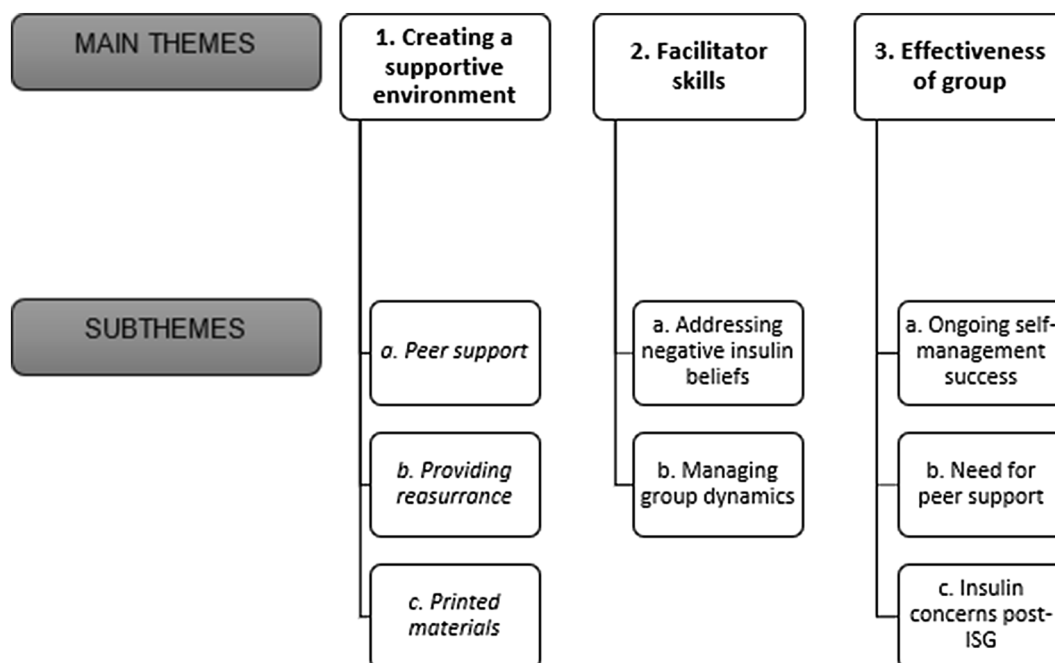 MAIN THEMES
1. Creating a
supportive
environment
2. Facilitator
skills
3. Effectiveness
of group
SUBTHEMES
a. Peer support
b. Providing
reasurrance
c. Printed
materials
a. Addressing
negative insulin
beliefs
b. Managing
group dynamics
a. Ongoing self-
management
success
b. Need for
peer support
c. Insulin
concerns post-
ISG